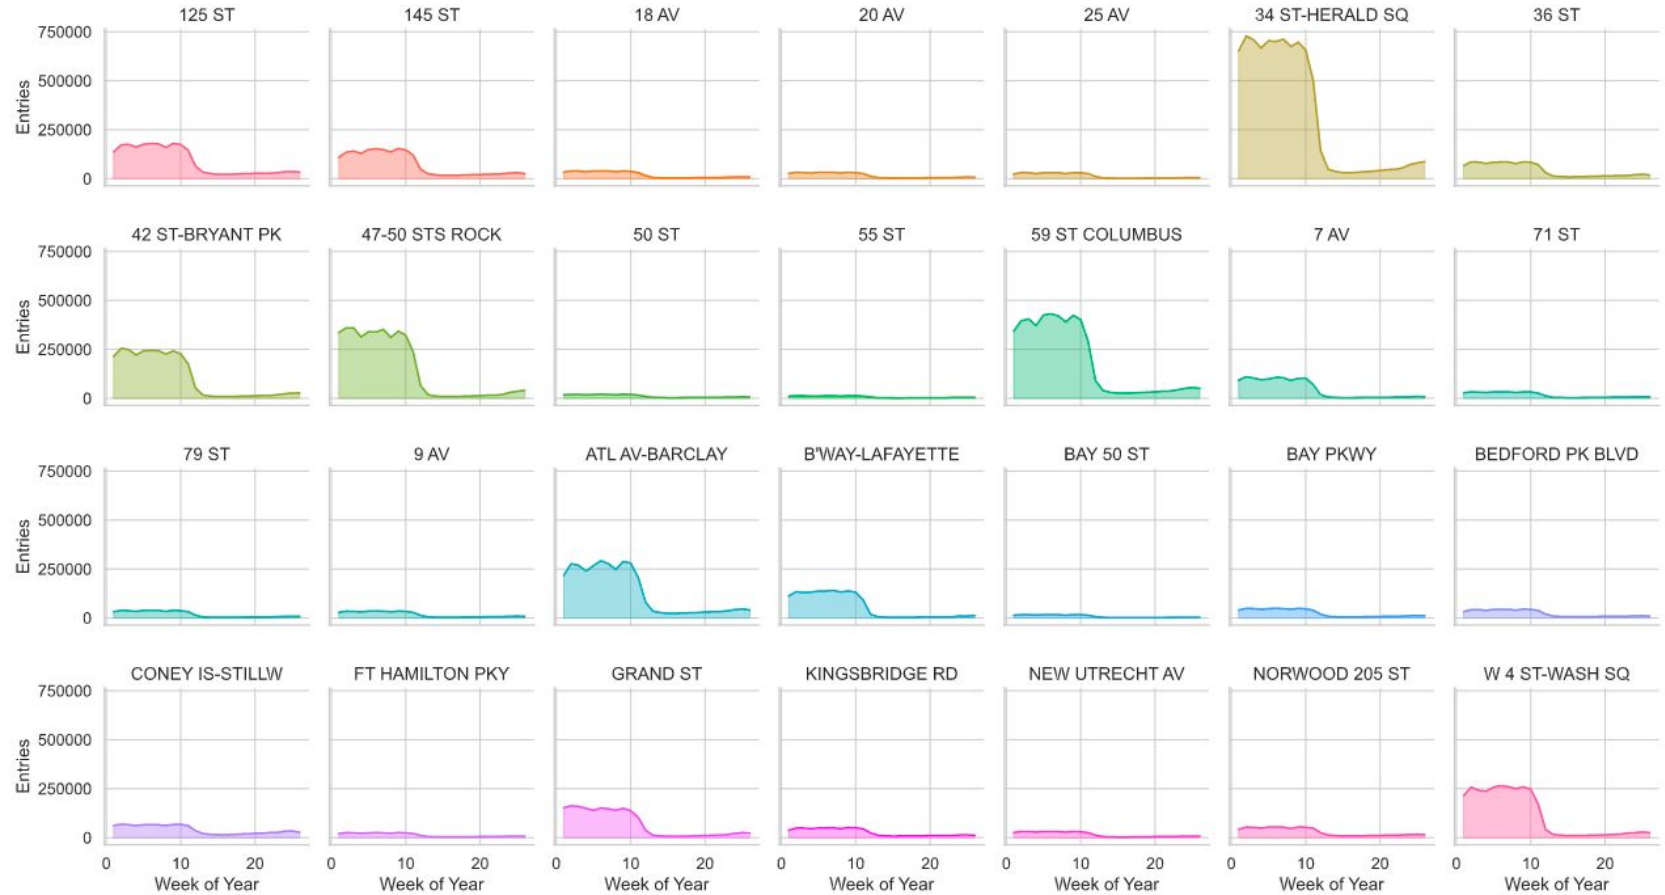 125 ST 145 ST 18 AV 20 AV 25 AV 34 ST-HERALD SQ 36 ST
750000
500000
250000
0
Entries
42 ST-BRYANT PK 47-50 STS ROCK 50 ST 55 ST 59 ST COLUMBUS 7 AV 71 ST
750000
500000
250000
0
Entries
79 ST 9 AV ATL AV-BARCLAY B'WAY-LAFAYETTE BAY 50 ST BAY PKWY BEDFORD PK BLVD
750000
500000
250000
0
Entries
CONEY IS-STILLW FT HAMILTON PKY GRAND ST KINGSBRIDGE RD NEW UTRECHT AV NORWOOD 205 ST W 4 ST-WASH SQ
750000
500000
250000
0
Entries
0 10 20 0 10 20 0 10 20 0 10 20 0 10 20 0 10 20 0 10 20
Week of Year Week of Year Week of Year Week of Year Week of Year Week of Year Week of Year